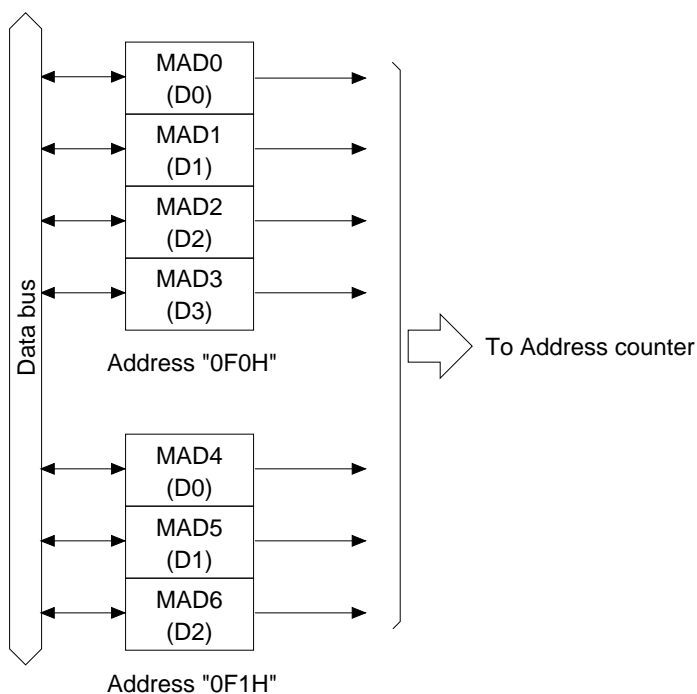 MAD0
(D0)
MAD1
(D1)
MAD2
(D2)
MAD3
(D3)
Address "0F0H"
Data bus
To Address counter
MAD4
(D0)
MAD5
(D1)
MAD6
(D2)
Address "0F1H"